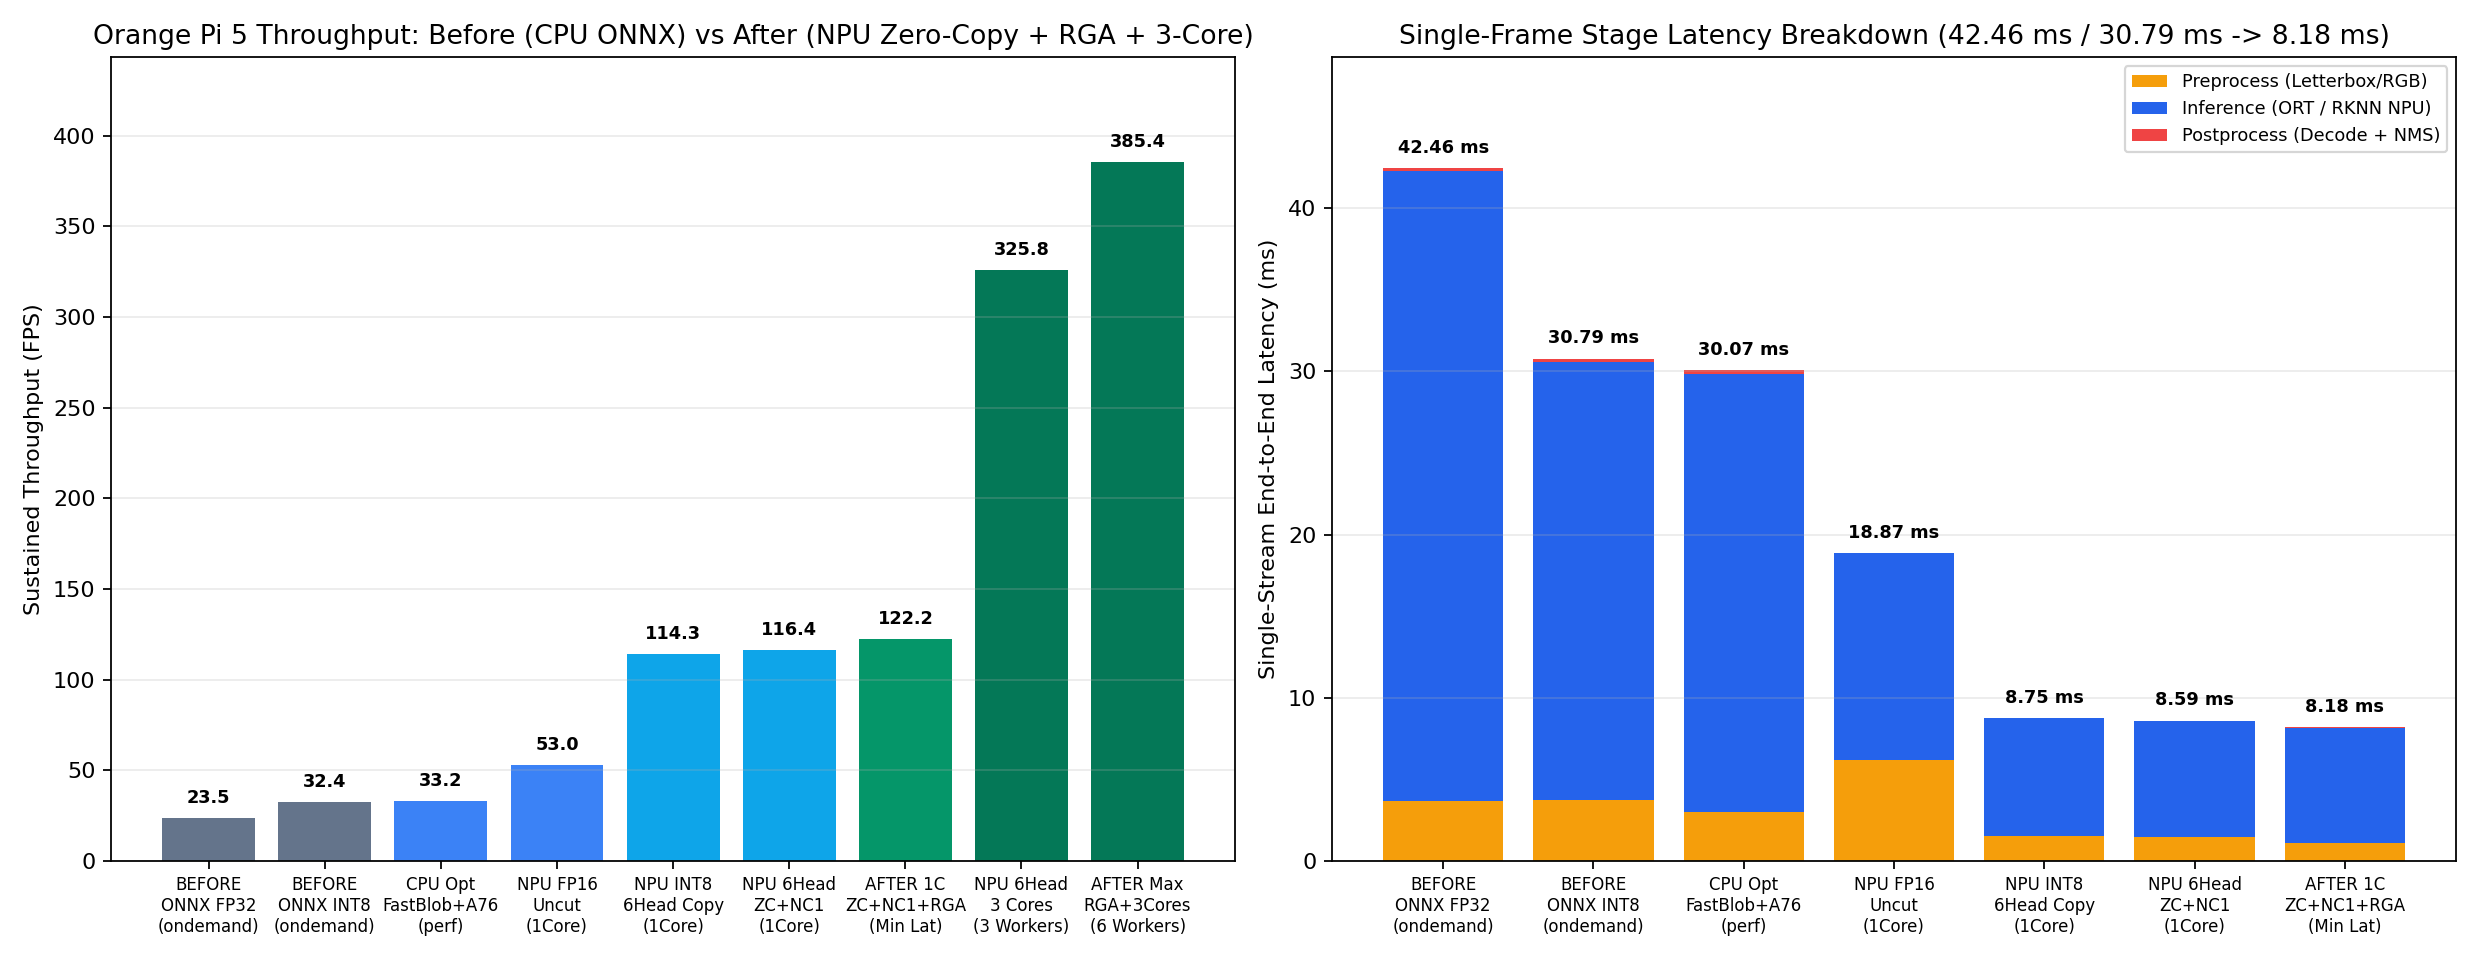 Orange Pi 5 Throughput: Before (CPU ONNX) vs After (NPU Zero-Copy + RGA + 3-Core)
Sustained Throughput (FPS)
400
350
300
250
200
150
100
50
0
23.5
32.4
33.2
53.0
114.3
116.4
122.2
325.8
385.4
BEFORE
ONNX FP32
(ondemand)
BEFORE
ONNX INT8
(ondemand)
CPU Opt
FastBlob+A76
(perf)
NPU FP16
Uncut
(1Core)
NPU INT8
6Head Copy
(1Core)
NPU 6Head
ZC+NC1
(1Core)
AFTER 1C
ZC+NC1+RGA
(Min Lat)
NPU 6Head
3 Cores
(3 Workers)
AFTER Max
RGA+3Cores
(6 Workers)
Single-Frame Stage Latency Breakdown (42.46 ms / 30.79 ms -> 8.18 ms)
Single-Stream End-to-End Latency (ms)
40
30
20
10
0
Preprocess (Letterbox/RGB)
Inference (ORT / RKNN NPU)
Postprocess (Decode + NMS)
42.46 ms
30.79 ms
30.07 ms
18.87 ms
8.75 ms
8.59 ms
8.18 ms
BEFORE
ONNX FP32
(ondemand)
BEFORE
ONNX INT8
(ondemand)
CPU Opt
FastBlob+A76
(perf)
NPU FP16
Uncut
(1Core)
NPU INT8
6Head Copy
(1Core)
NPU 6Head
ZC+NC1
(1Core)
AFTER 1C
ZC+NC1+RGA
(Min Lat)